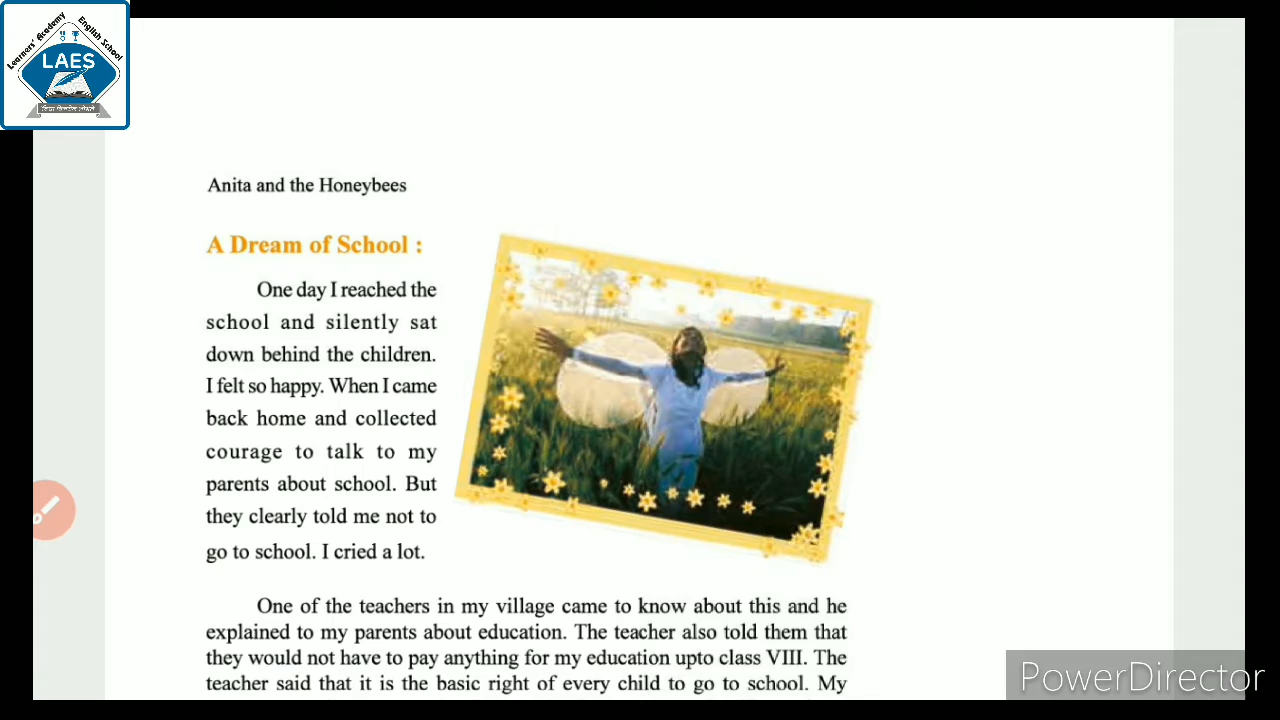 Learners' Academy English School
LAES
Anita and the Honeybees
A Dream of School :
One day I reached the
school and silently sat
down behind the children.
I felt so happy. When I came
back home and collected
courage to talk to my
parents about school. But
they clearly told me not to
go to school. I cried a lot.
One of the teachers in my village came to know about this and he
explained to my parents about education. The teacher also told them that
they would not have to pay anything for my education upto class VIII. The
teacher said that it is the basic right of every child to go to school. My
PowerDirector